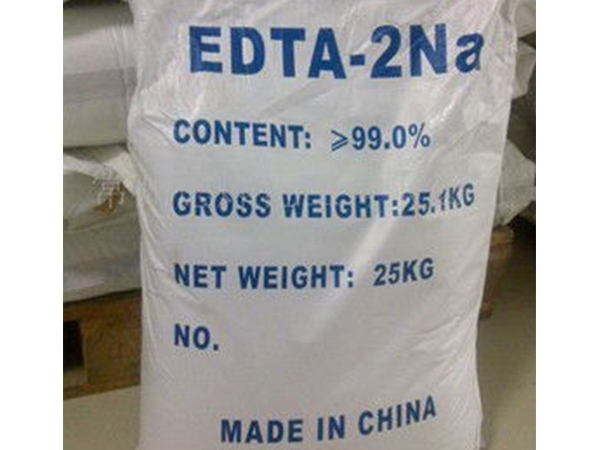 EDTA-2Na
CONTENT: ⩾99.0%
GROSS WEIGHT:25.1KG
NET WEIGHT: 25KG
NO.
MADE IN CHINA